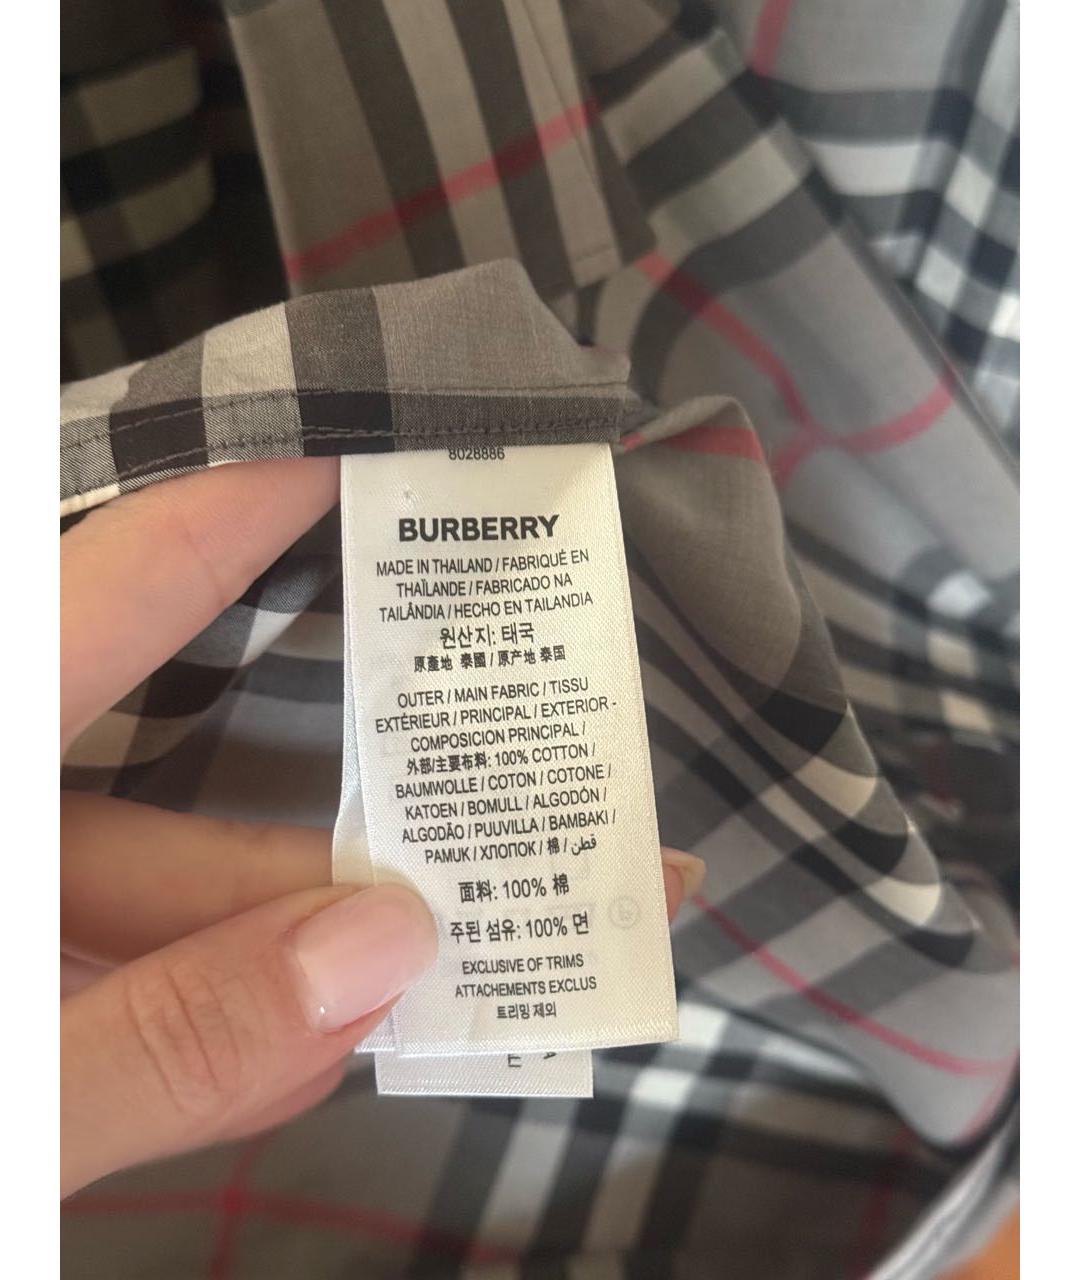 8028886
BURBERRY
MADE IN THAILAND / FABRIQUÉ EN
THAÏLANDE / FABRICADO NA
TAILÂNDIA / HECHO EN TAILANDIA
원산지: 태국
原產地 泰國 / 原产地 泰国
OUTER / MAIN FABRIC / TISSU
EXTÉRIEUR / PRINCIPAL / EXTERIOR -
COMPOSICION PRINCIPAL /
外部/主要布料: 100% COTTON /
BAUMWOLLE / COTON / COTONE /
KATOEN / BOMULL / ALGODÓN /
ALGODÃO / PUUVILLA / BAMBAKI /
PAMUK / ХЛОПОК / 棉 / قطن
面料: 100% 棉
주된 섬유: 100% 면
EXCLUSIVE OF TRIMS
ATTACHEMENTS EXCLUS
트리밍 제외